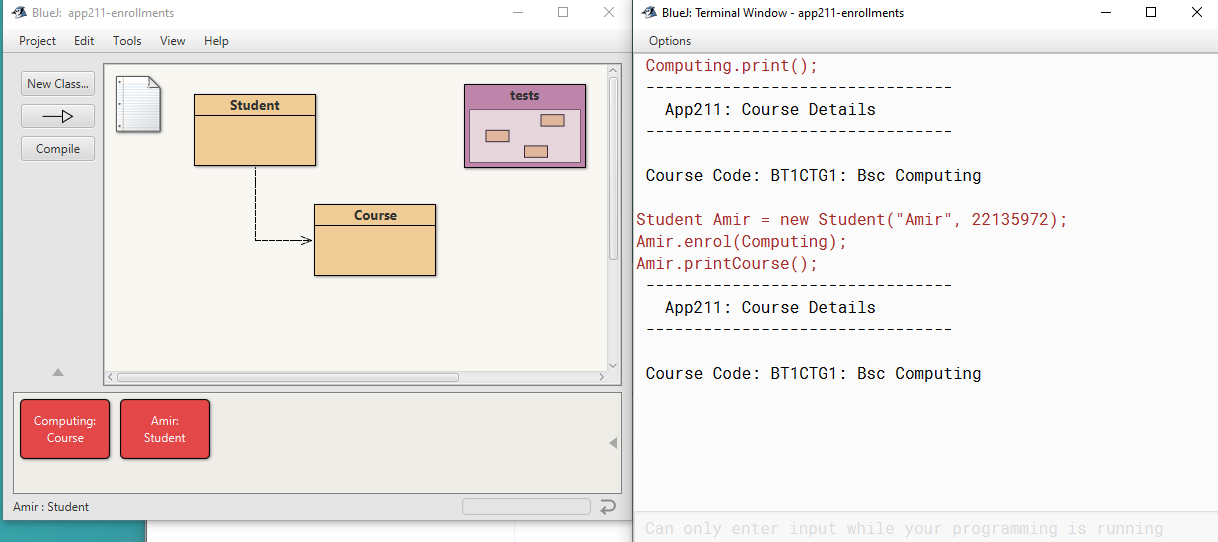 BlueJ: app211-enrollments
Project Edit Tools View Help
New Class...
Compile
Student
Course
tests
Computing:
Course
Amir:
Student
Amir : Student
BlueJ: Terminal Window - app211-enrollments
Options
Computing.print();
--------------------------------
App211: Course Details
--------------------------------
Course Code: BT1CTG1: Bsc Computing
Student Amir = new Student("Amir", 22135972);
Amir.enrol(Computing);
Amir.printCourse();
--------------------------------
App211: Course Details
--------------------------------
Course Code: BT1CTG1: Bsc Computing
Can only enter input while your programming is running